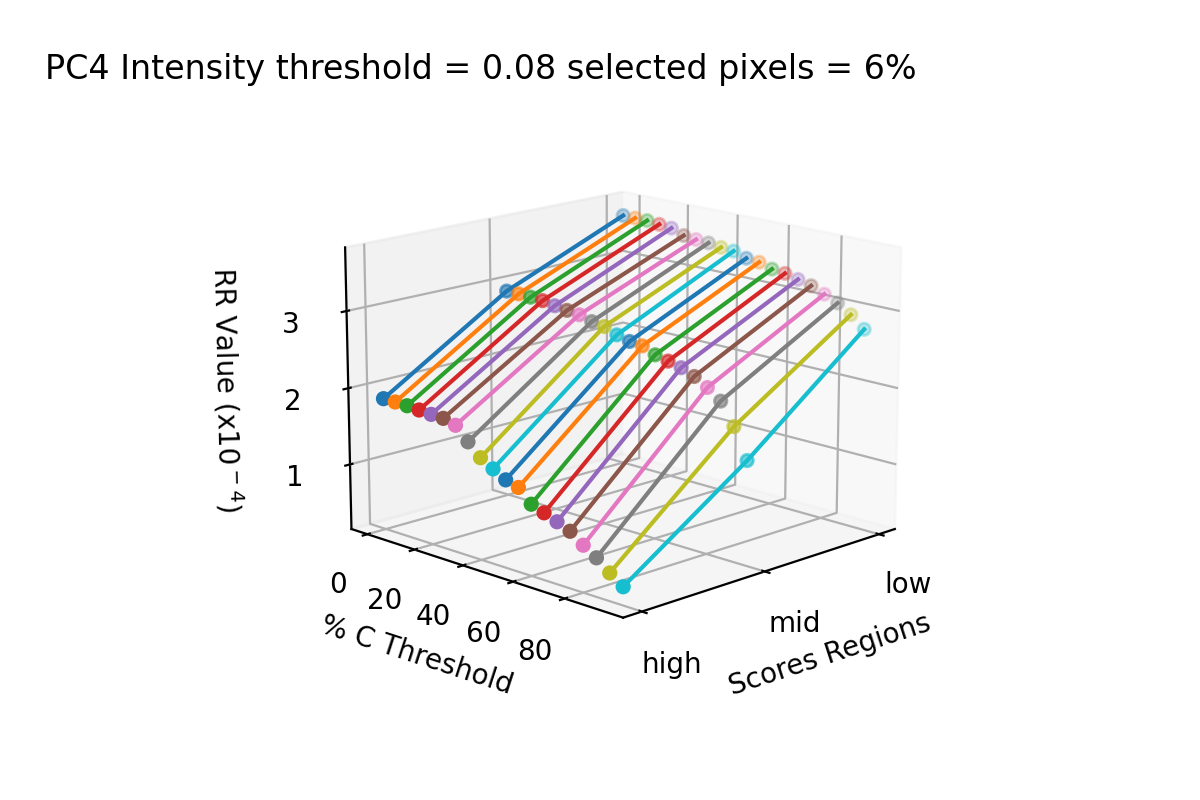 PC4 Intensity threshold = 0.08 selected pixels = 6%
RR Value (x10⁻⁴)
3
2
1
0
20
40
60
80
% C Threshold
high
mid
low
Scores Regions